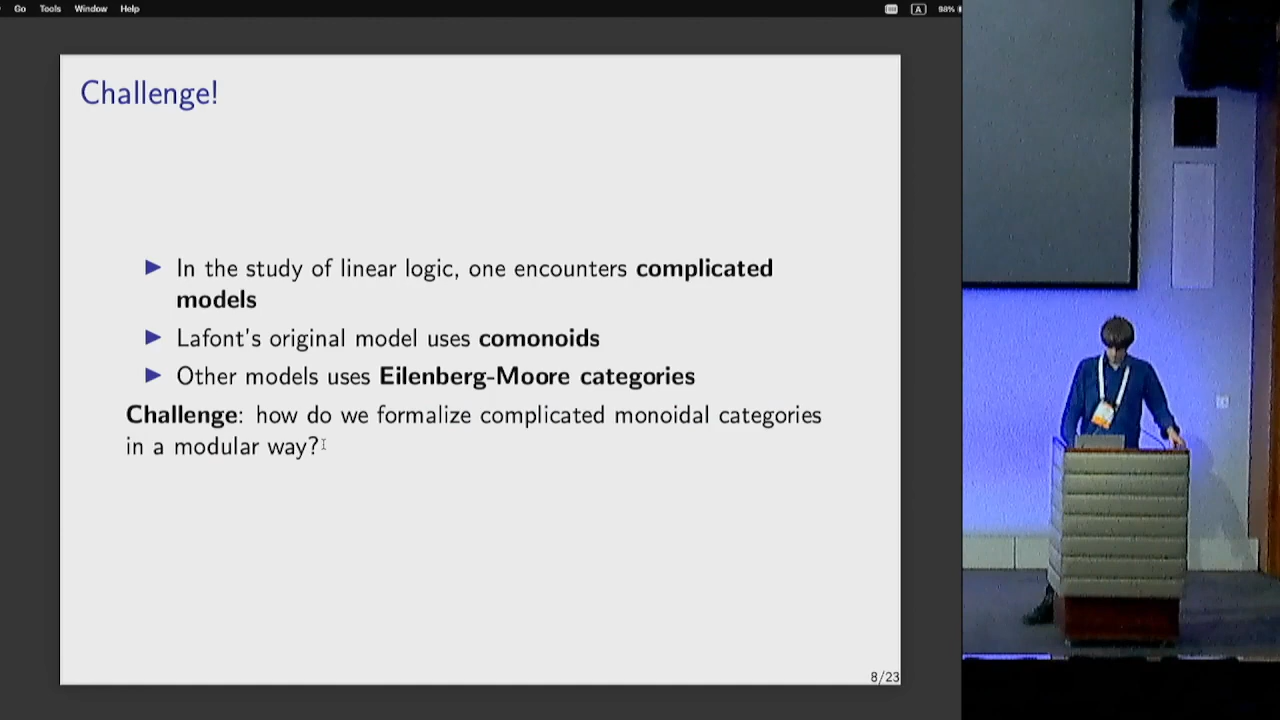 Go Tools Window Help A 98%
Challenge!
In the study of linear logic, one encounters complicated
models
Lafont's original model uses comonoids
Other models uses Eilenberg-Moore categories
Challenge: how do we formalize complicated monoidal categories
in a modular way?
8/23